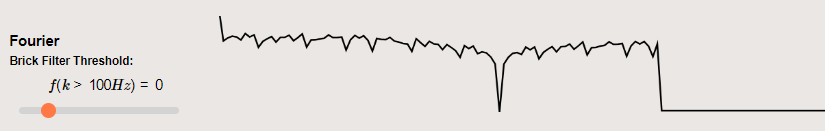 Fourier
Brick Filter Threshold:
f(k > 100Hz) = 0